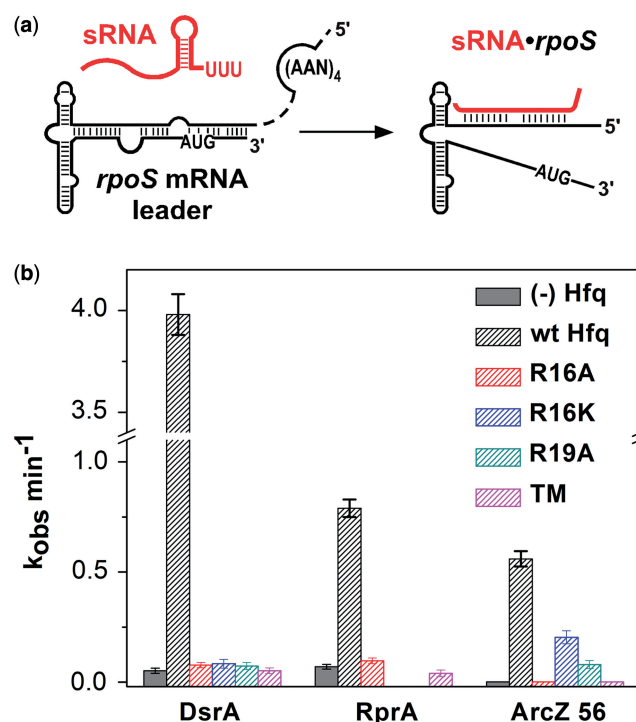 (a)
sRNA
UUU
5'
(AAN)4
AUG
3'
rpoS mRNA
leader
sRNA•rpoS
5'
AUG
3'
(b)
kobs min-1
4.0
3.5
1.0
0.5
0.0
(-) Hfq
wt Hfq
R16A
R16K
R19A
TM
DsrA RprA ArcZ 56